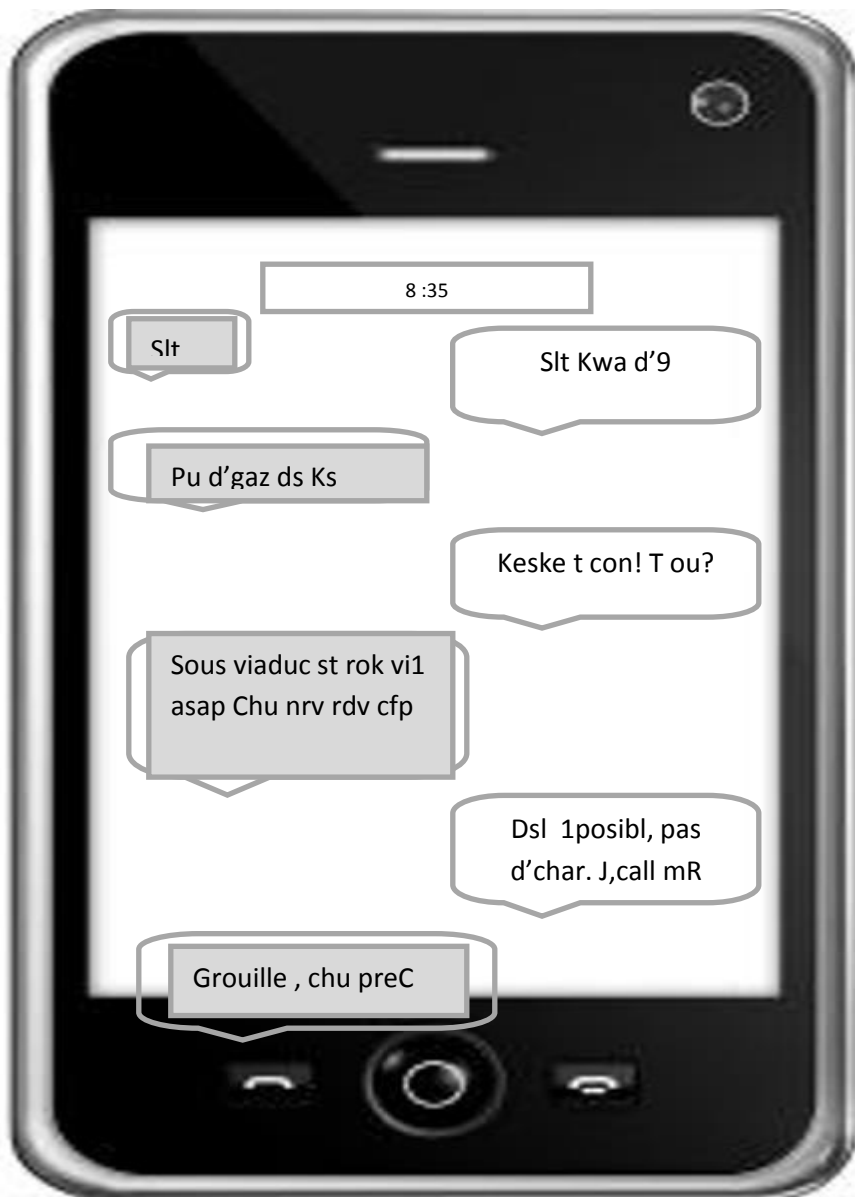 8 :35
Slt
Slt Kwa d’9
Pu d’gaz ds Ks
Keske t con! T ou?
Sous viaduc st rok vi1
asap Chu nrv rdv cfp
Dsl  1posibl, pas
d’char. J,call mR
Grouille , chu preC